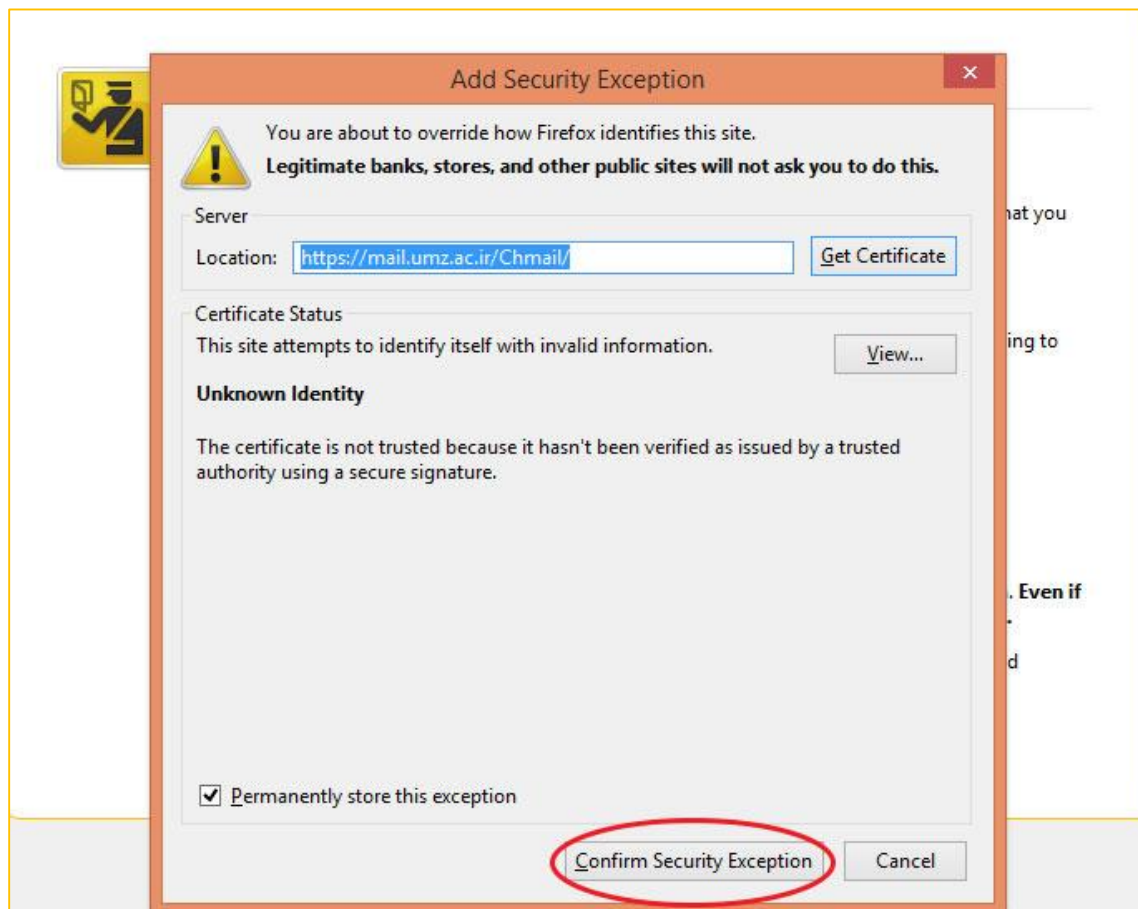 Add Security Exception
You are about to override how Firefox identifies this site.
Legitimate banks, stores, and other public sites will not ask you to do this.
Server
hat you
Location: https://mail.umz.ac.ir/Chmail/ Get Certificate
Certificate Status
This site attempts to identify itself with invalid information.
View...
ing to
Unknown Identity
The certificate is not trusted because it hasn't been verified as issued by a trusted
authority using a secure signature.
. Even if
d
Permanently store this exception
Confirm Security Exception Cancel